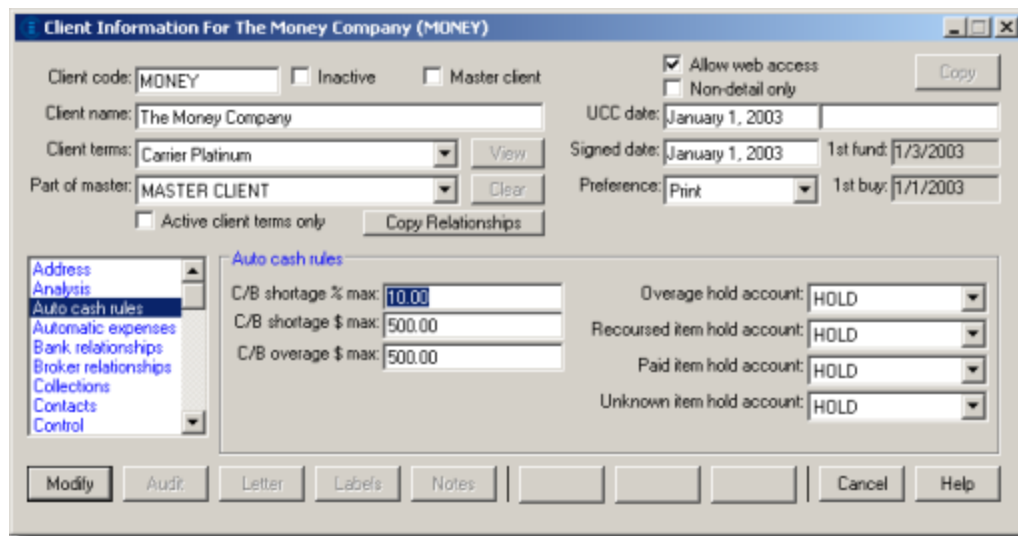 Client Information For The Money Company (MONEY)
Client code: MONEY Inactive Master client Allow web access Copy
Non-detail only
Client name: The Money Company UCC date: January 1, 2003
Client terms: Carrier Platinum View Signed date: January 1, 2003 1st fund: 1/3/2003
Part of master: MASTER CLIENT Clear Preference: Print 1st buy: 1/1/2003
Active client terms only Copy Relationships
Address
Analysis
Auto cash rules
Automatic expenses
Bank relationships
Broker relationships
Collections
Contacts
Control
Auto cash rules
C/B shortage % max: 10.00 Overage hold account: HOLD
C/B shortage $ max: 500.00 Recoursed item hold account: HOLD
C/B overage $ max: 500.00 Paid item hold account: HOLD
Unknown item hold account: HOLD
Modify Audit Letter Labels Notes Cancel Help